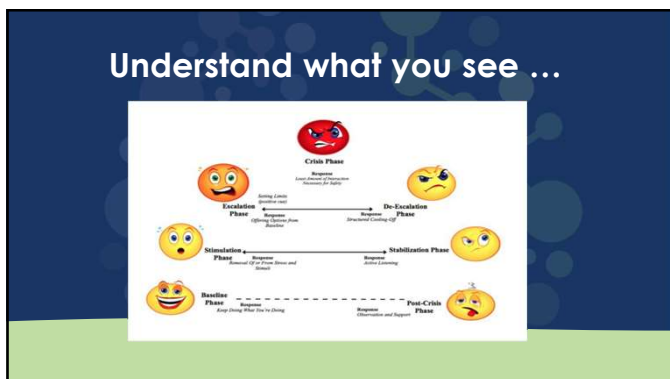 Understand what you see ...
Crisis Phase
Response
Least Amount of Interaction
Necessary for Safety
Setting Limits
(positive cue)
Escalation
Phase
Response
Offering Options from
Baseline
De-Escalation
Phase
Response
Structured Cooling-Off
Stimulation
Phase
Response
Removal Of or From Stress and
Stimuli
Stabilization Phase
Response
Active Listening
Baseline
Phase
Response
Keep Doing What You're Doing
Post-Crisis
Phase
Response
Observation and Support